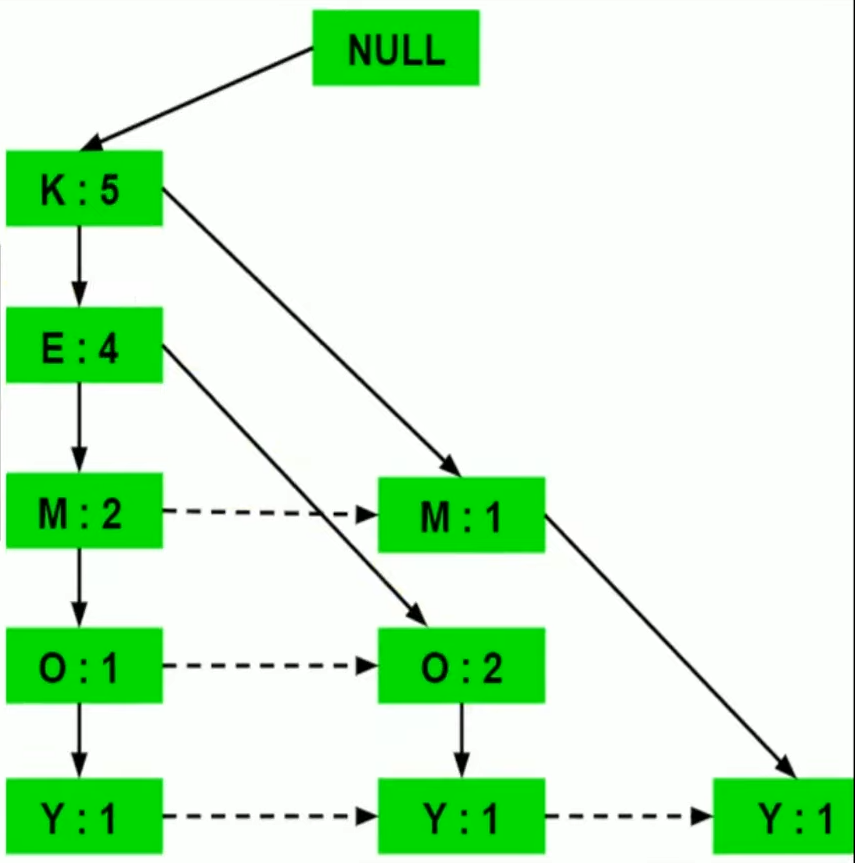 NULL
K : 5
E : 4
M : 2
M : 1
O : 1
O : 2
Y : 1
Y : 1
Y : 1